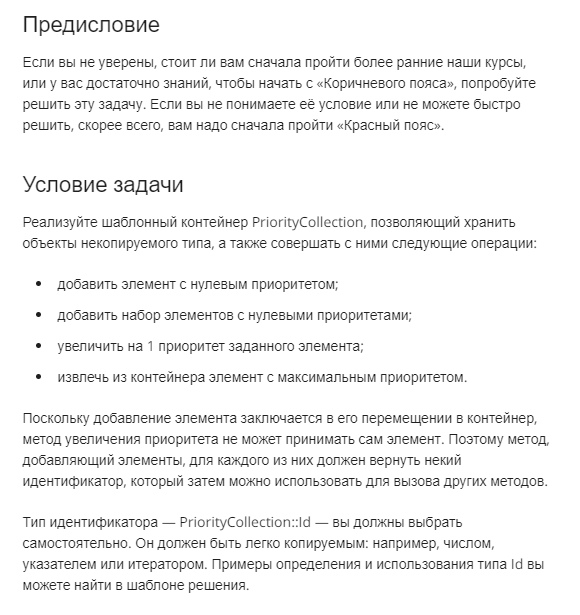 Предисловие
Если вы не уверены, стоит ли вам сначала пройти более ранние наши курсы,
или у вас достаточно знаний, чтобы начать с «Коричневого пояса», попробуйте
решить эту задачу. Если вы не понимаете её условие или не можете быстро
решить, скорее всего, вам надо сначала пройти «Красный пояс».
Условие задачи
Реализуйте шаблонный контейнер PriorityCollection, позволяющий хранить
объекты некопируемого типа, а также совершать с ними следующие операции:
• добавить элемент с нулевым приоритетом;
• добавить набор элементов с нулевыми приоритетами;
• увеличить на 1 приоритет заданного элемента;
• извлечь из контейнера элемент с максимальным приоритетом.
Поскольку добавление элемента заключается в его перемещении в контейнер,
метод увеличения приоритета не может принимать сам элемент. Поэтому метод,
добавляющий элементы, для каждого из них должен вернуть некий
идентификатор, который затем можно использовать для вызова других методов.
Тип идентификатора — PriorityCollection::Id — вы должны выбрать
самостоятельно. Он должен быть легко копируемым: например, числом,
указателем или итератором. Примеры определения и использования типа Id вы
можете найти в шаблоне решения.